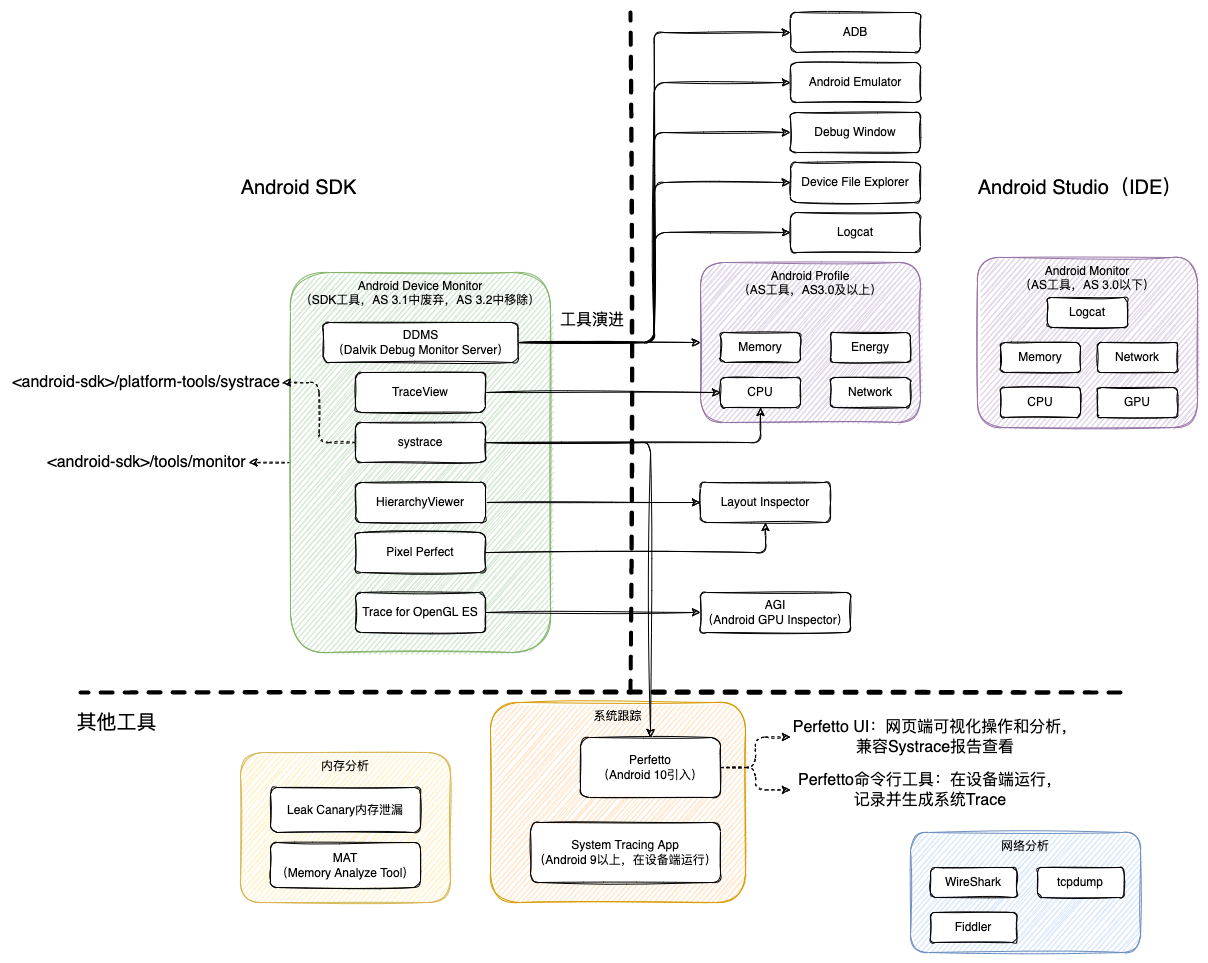 Android SDK
Android Studio（IDE）
ADB
Android Emulator
Debug Window
Device File Explorer
Logcat
Android Device Monitor
（SDK工具，AS 3.1中废弃，AS 3.2中移除）
DDMS
（Dalvik Debug Monitor Server）
TraceView
systrace
HierarchyViewer
Pixel Perfect
Trace for OpenGL ES
<android-sdk>/platform-tools/systrace
<android-sdk>/tools/monitor
工具演进
Android Profile
（AS工具，AS3.0及以上）
Memory
Energy
CPU
Network
Android Monitor
（AS工具，AS 3.0以下）
Logcat
Memory
Network
CPU
GPU
Layout Inspector
AGI
（Android GPU Inspector）
其他工具
内存分析
Leak Canary内存泄漏
MAT
（Memory Analyze Tool）
系统跟踪
Perfetto
（Android 10引入）
System Tracing App
（Android 9以上，在设备端运行）
Perfetto UI：网页端可视化操作和分析，
兼容Systrace报告查看
Perfetto命令行工具：在设备端运行，
记录并生成系统Trace
网络分析
WireShark
tcpdump
Fiddler